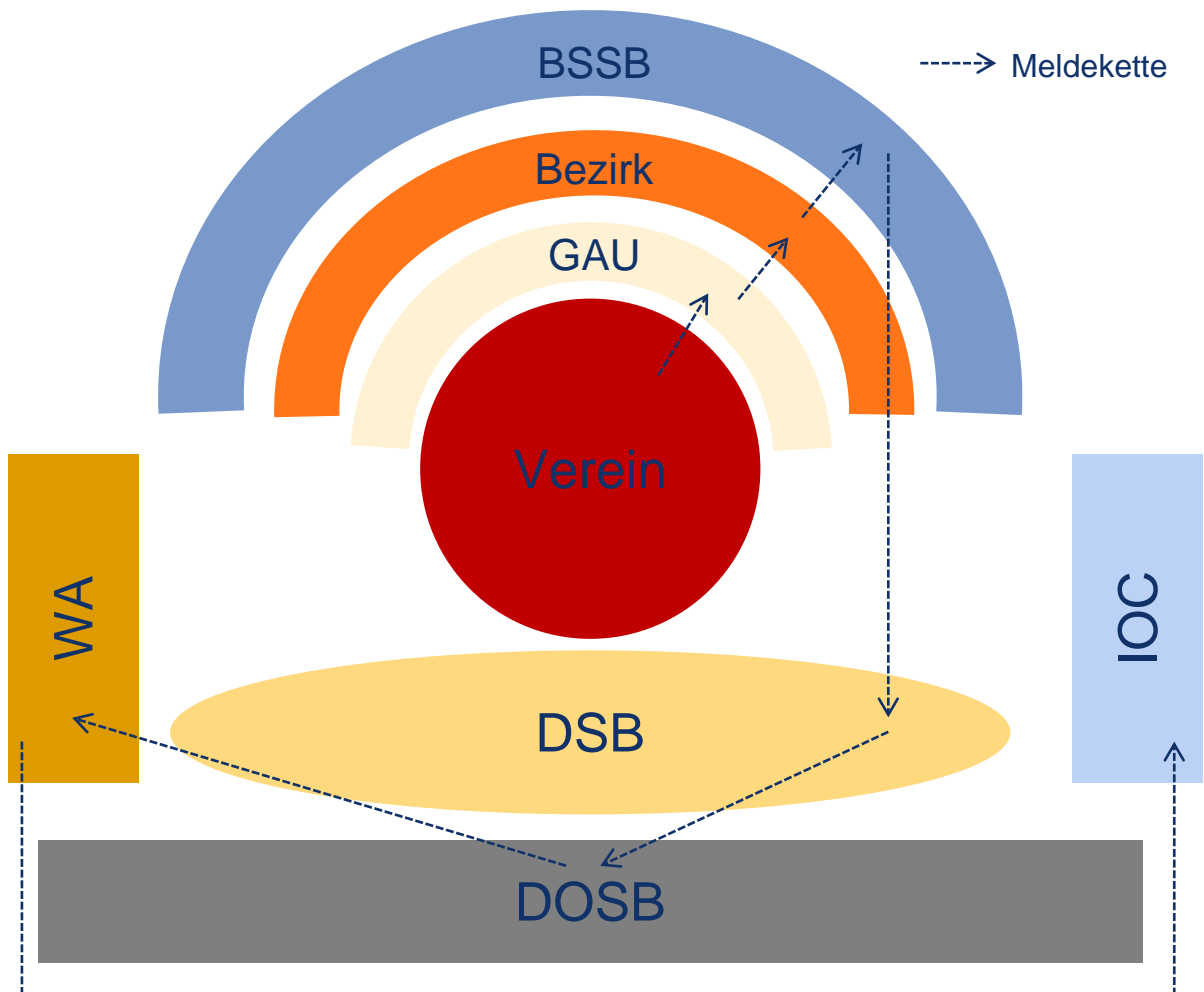 BSSB
Meldekette
Bezirk
GAU
Verein
WA
IOC
DSB
DOSB